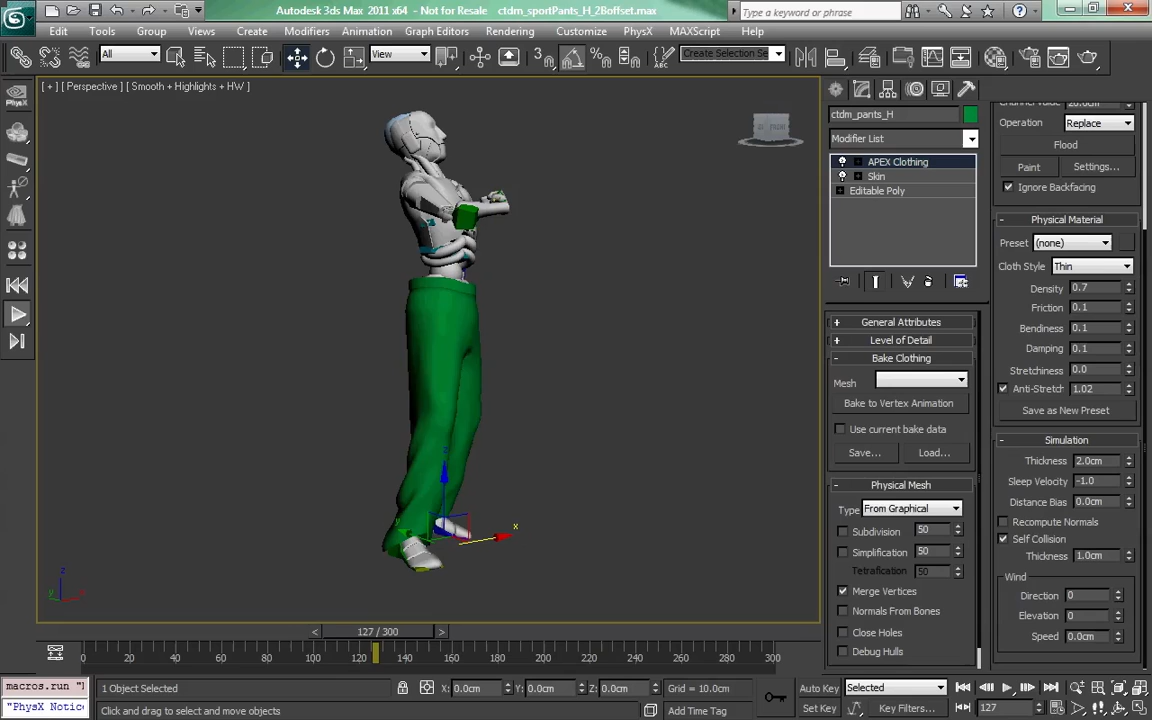 Autodesk 3ds Max 2011 x64 - Not for Resale ctdm_sportPants_H_2Boffset.max
Type a keyword or phrase
Edit Tools Group Views Create Modifiers Animation Graph Editors Rendering Customize PhysX MAXScript Help
All View Create Selection Se
[ + ] [ Perspective ] [ Smooth + Highlights + HW ]
PhysX
ctdm_pants_H
Modifier List
APEX Clothing
Skin
Editable Poly
+ General Attributes
+ Level of Detail
- Bake Clothing
Mesh
Bake to Vertex Animation
Use current bake data
Save... Load...
- Physical Mesh
Type From Graphical
Subdivision 50
Simplification 50
Tetrafication 50
Merge Vertices
Normals From Bones
Close Holes
Debug Hulls
Operation Replace
Flood
Paint Settings...
Ignore Backfacing
- Physical Material
Preset (none)
Cloth Style Thin
Density 0.7
Friction 0.1
Bendiness 0.1
Damping 0.1
Stretchiness 0.0
Anti-Stretch 1.02
Save as New Preset
- Simulation
Thickness 2.0cm
Sleep Velocity -1.0
Distance Bias 0.0cm
Recompute Normals
Self Collision
Thickness 1.0cm
Wind
Direction 0
Elevation 0
Speed 0.0cm
x
y
z
z
< 127 / 300 >
0 20 40 60 80 100 120 140 160 180 200 220 240 260 280 300
macros.run "]
"PhysX Notice
1 Object Selected X: 0.0cm Y: 0.0cm Z: 0.0cm Grid = 10.0cm
Click and drag to select and move objects Add Time Tag
Auto Key Selected
Set Key Key Filters... 127